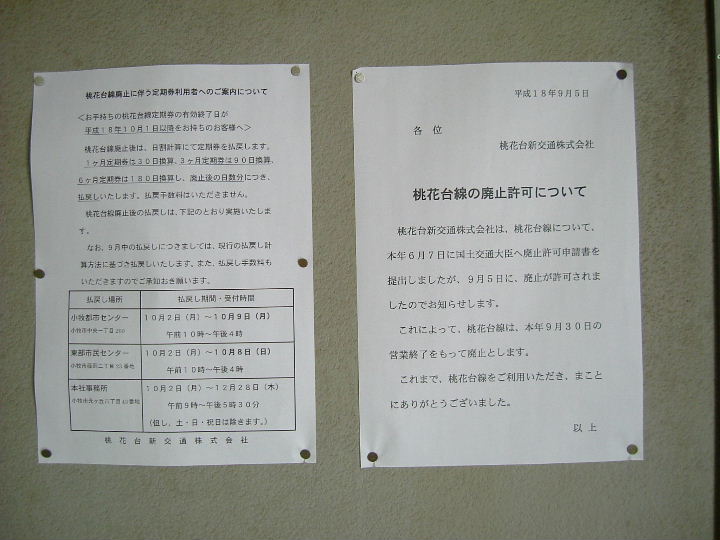 桃花台線廃止に伴う定期券利用者へのご案内について
＜お手持ちの桃花台線定期券の有効終了日が
平成１８年１０月１日以降をお持ちのお客様へ＞
桃花台線廃止後は、日割計算にて定期券を払戻します。
１ヶ月定期券は３０日換算、３ヶ月定期券は９０日換算、
６ヶ月定期券は１８０日換算し、廃止後の日数分につき、
払戻しいたします。払戻手数料はいただきません。
桃花台線廃止後の払戻しは、下記のとおり実施いたしま
す。
なお、９月中の払戻しにつきましては、現行の払戻し計
算方法に基づき払戻しいたします。また、払戻し手数料も
いただきますのでご承知おき願います。
払戻し場所 払戻し期間・受付時間
小牧都市センター １０月２日（月）～１０月９日（月）
午前１０時～午後４時
東部市民センター １０月２日（月）～１０月８日（日）
午前１０時～午後４時
本社事務所 １０月２日（月）～１２月２８日（木）
午前９時～午後５時３０分
（但し、土・日・祝日は除きます。）
桃花台新交通株式会社
平成１８年９月５日
各位
桃花台新交通株式会社
桃花台線の廃止許可について
桃花台新交通株式会社は、桃花台線について、
本年６月７日に国土交通大臣へ廃止許可申請書を
提出しましたが、９月５日に、廃止が許可されま
したのでお知らせします。
これによって、桃花台線は、本年９月３０日の
営業終了をもって廃止とします。
これまで、桃花台線をご利用いただき、まこと
にありがとうございました。
以上